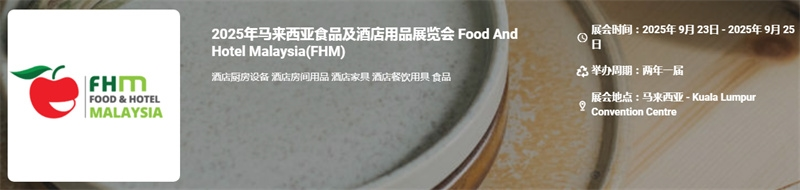 FHM
FOOD & HOTEL
MALAYSIA
2025年马来西亚食品及酒店用品展览会 Food And
Hotel Malaysia(FHM)
酒店厨房设备 酒店房间用品 酒店家具 酒店餐饮用具 食品
展会时间：2025年 9月 23日 - 2025年 9月 25
日
举办周期：两年一届
展会地点：马来西亚 - Kuala Lumpur
Convention Centre